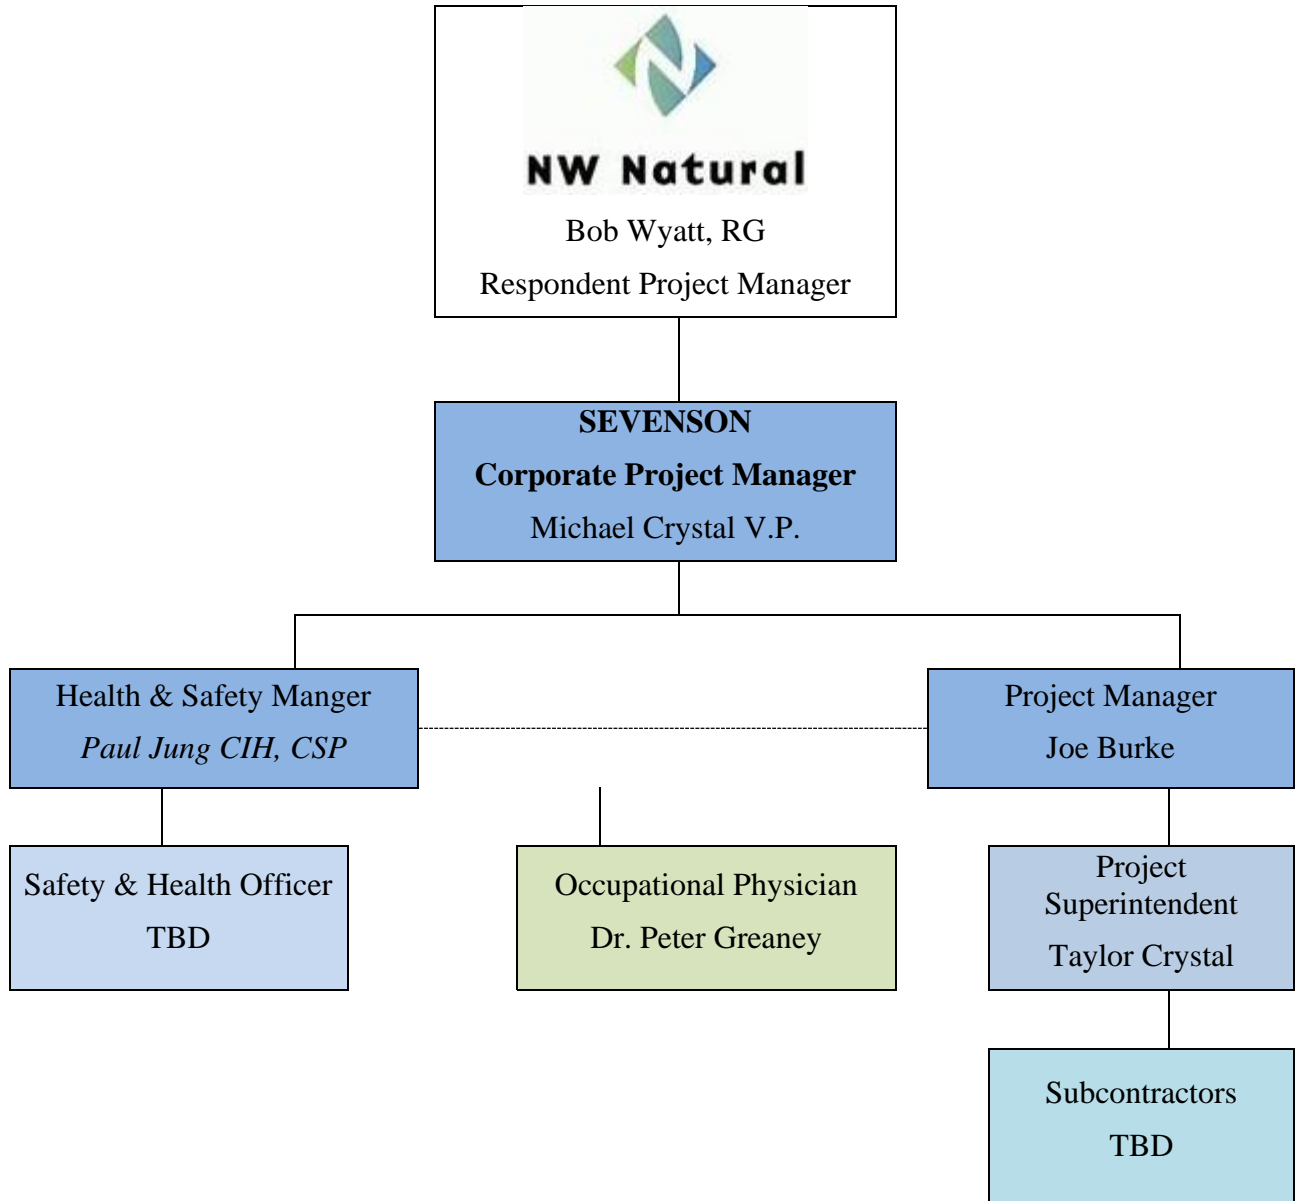 NW Natural
Bob Wyatt, RG
Respondent Project Manager
SEVENSON
Corporate Project Manager
Michael Crystal V.P.
Health & Safety Manger
Paul Jung CIH, CSP
Project Manager
Joe Burke
Safety & Health Officer
TBD
Occupational Physician
Dr. Peter Greaney
Project
Superintendent
Taylor Crystal
Subcontractors
TBD